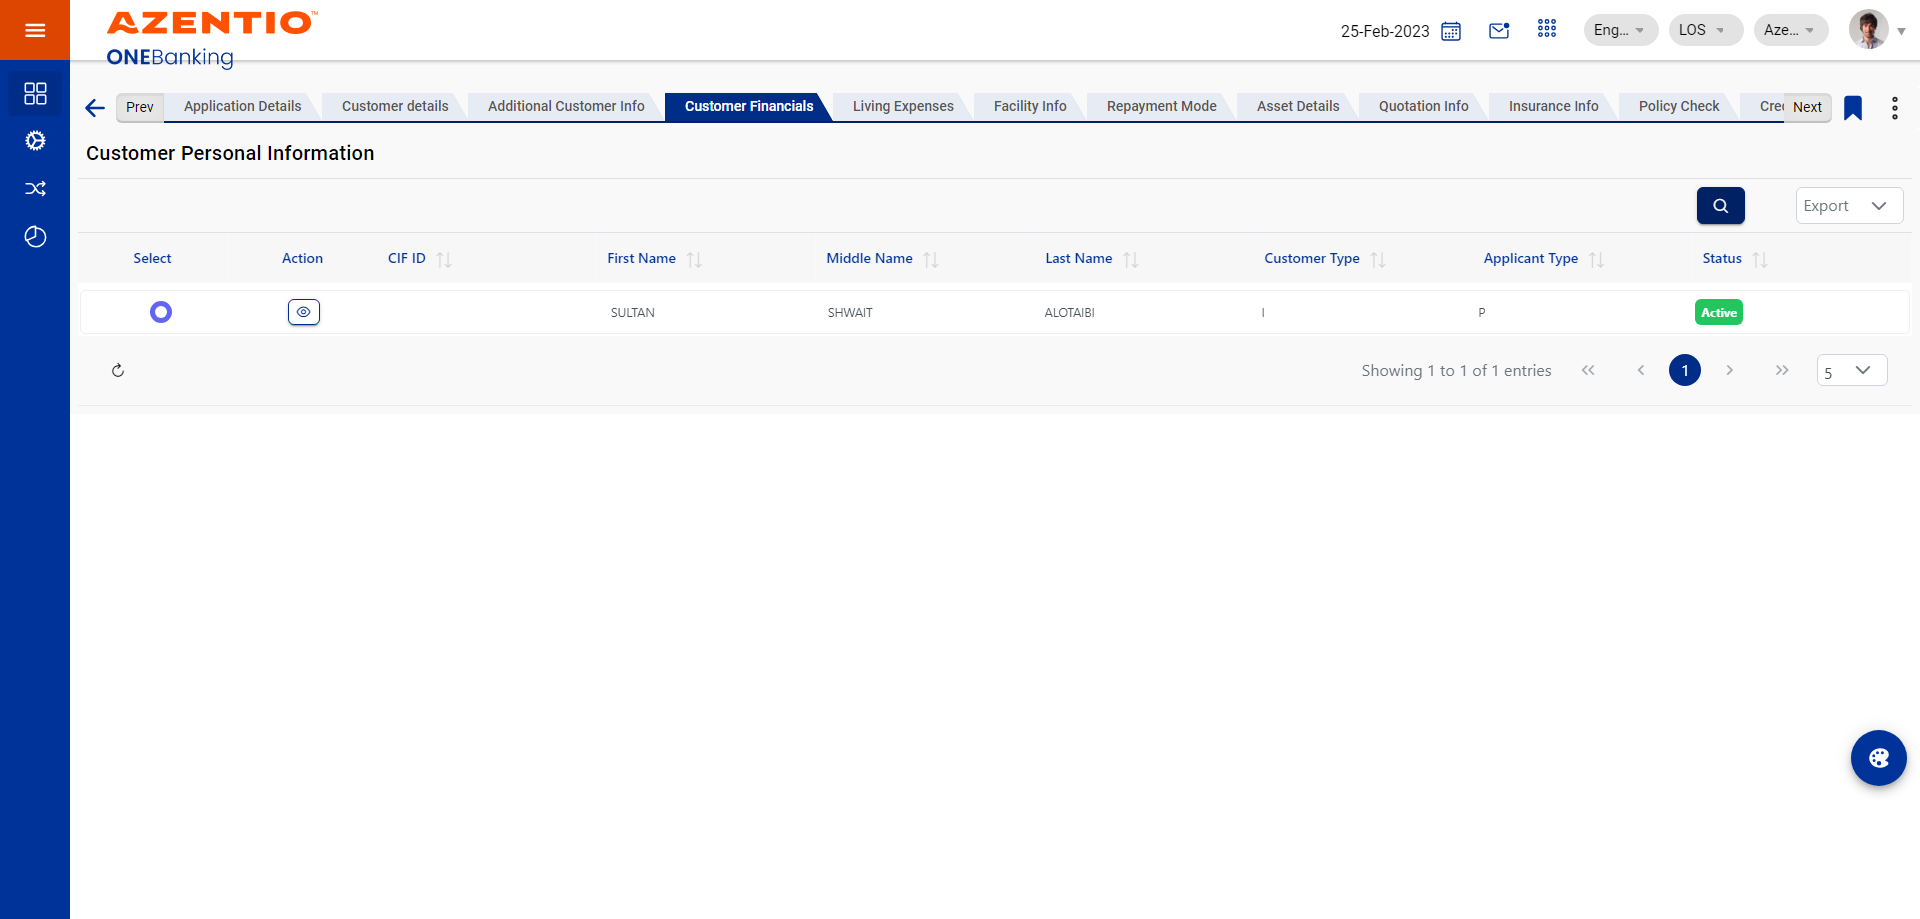 AZENTIO™
ONEBanking
25-Feb-2023
Eng...
LOS
Aze...
Prev
Application Details
Customer details
Additional Customer Info
Customer Financials
Living Expenses
Facility Info
Repayment Mode
Asset Details
Quotation Info
Insurance Info
Policy Check
Next
Customer Personal Information
Export
Select Action CIF ID First Name Middle Name Last Name Customer Type Applicant Type Status
SULTAN SHWAIT ALOTAIBI I P Active
Showing 1 to 1 of 1 entries
1
5